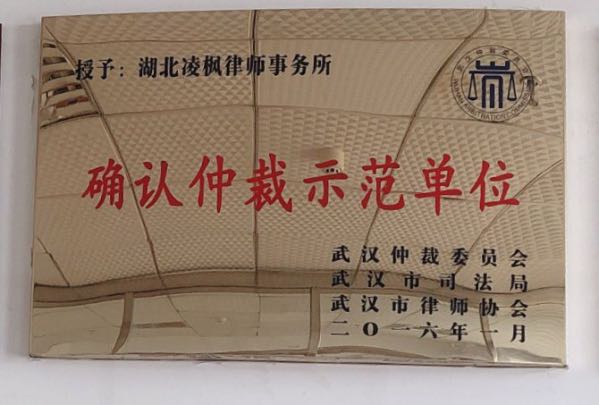 授予：湖北凌枫律师事务所
确认仲裁示范单位
武汉仲裁委员会
武汉市司法局
武汉市律师协会
二〇一六年一月